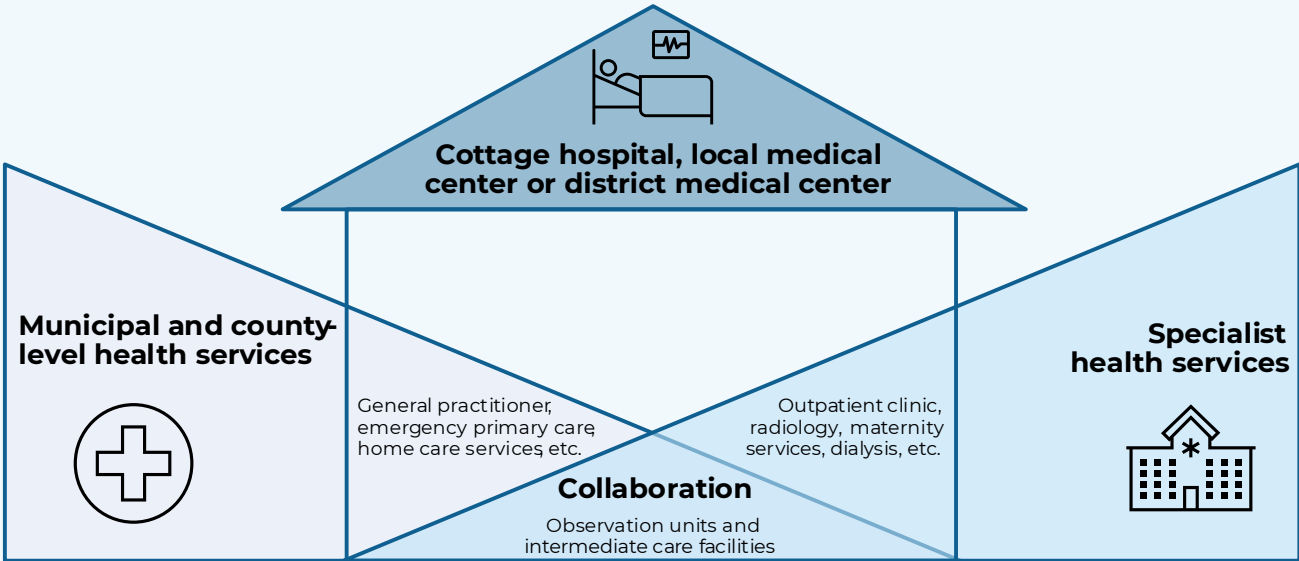 Cottage hospital, local medical
center or district medical center
Municipal and county-
level health services
Specialist
health services
General practitioner,
emergency primary care,
home care services, etc.
Outpatient clinic,
radiology, maternity
services, dialysis, etc.
Collaboration
Observation units and
intermediate care facilities